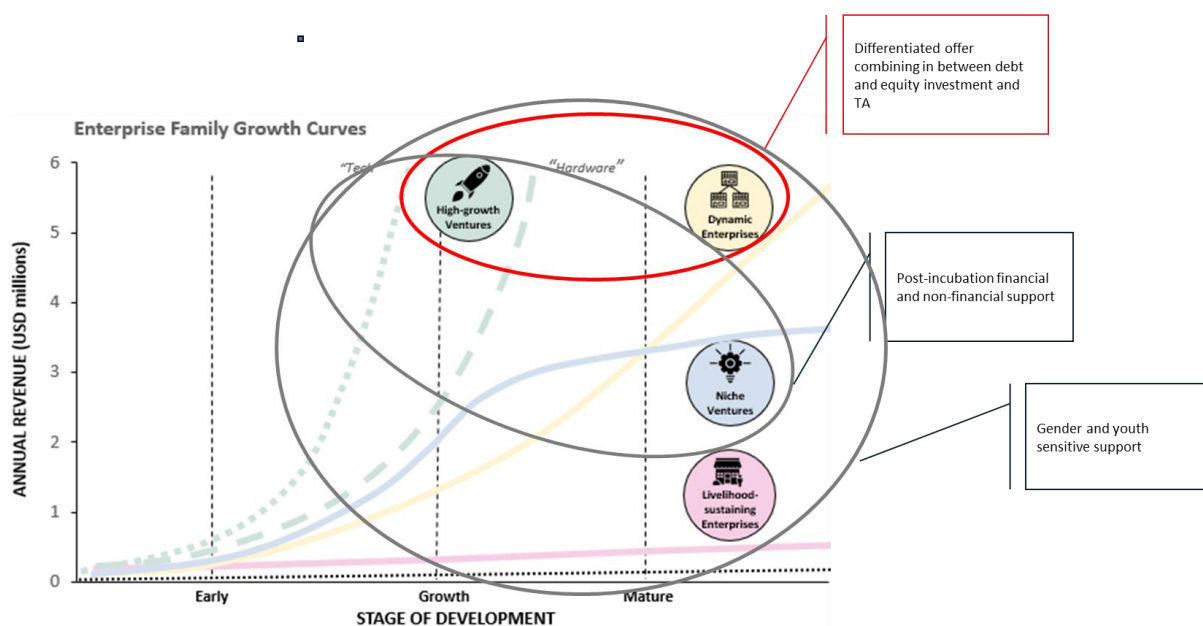 Differentiated offer
combining in between debt
and equity investment and
TA
Enterprise Family Growth Curves
ANNUAL REVENUE (USD millions)
6
5
4
3
2
1
0
"Tech
"Hardware"
High-growth
Ventures
Dynamic
Enterprises
Post-incubation financial
and non-financial support
Niche
Ventures
Gender and youth
sensitive support
Livelihood-
sustaining
Enterprises
Early
Growth
Mature
STAGE OF DEVELOPMENT